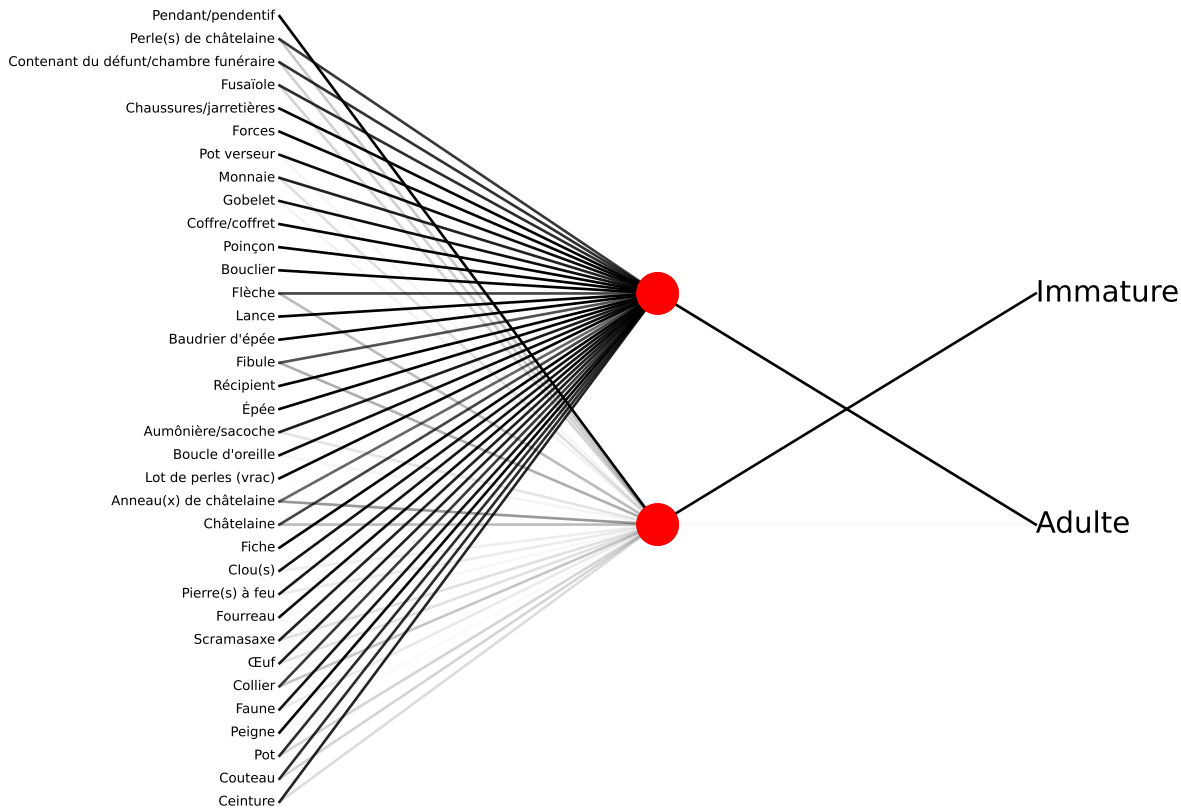 Pendant/pendentif
Perle(s) de châtelaine
Contenant du défunt/chambre funéraire
Fusaïole
Chaussures/jarretières
Forces
Pot verseur
Monnaie
Gobelet
Coffre/coffret
Poinçon
Bouclier
Flèche
Lance
Baudrier d'épée
Fibule
Récipient
Épée
Aumônière/sacoche
Boucle d'oreille
Lot de perles (vrac)
Anneau(x) de châtelaine
Châtelaine
Fiche
Clou(s)
Pierre(s) à feu
Fourreau
Scramasaxe
Œuf
Collier
Faune
Peigne
Pot
Couteau
Ceinture
Immature
Adulte